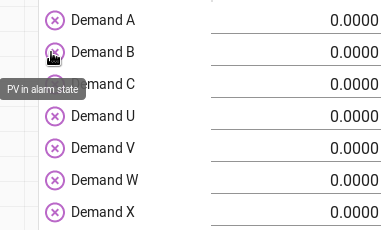 Demand A 0.0000
Demand B 0.0000
PV in alarm state
Demand C 0.0000
Demand U 0.0000
Demand V 0.0000
Demand W 0.0000
Demand X 0.0000